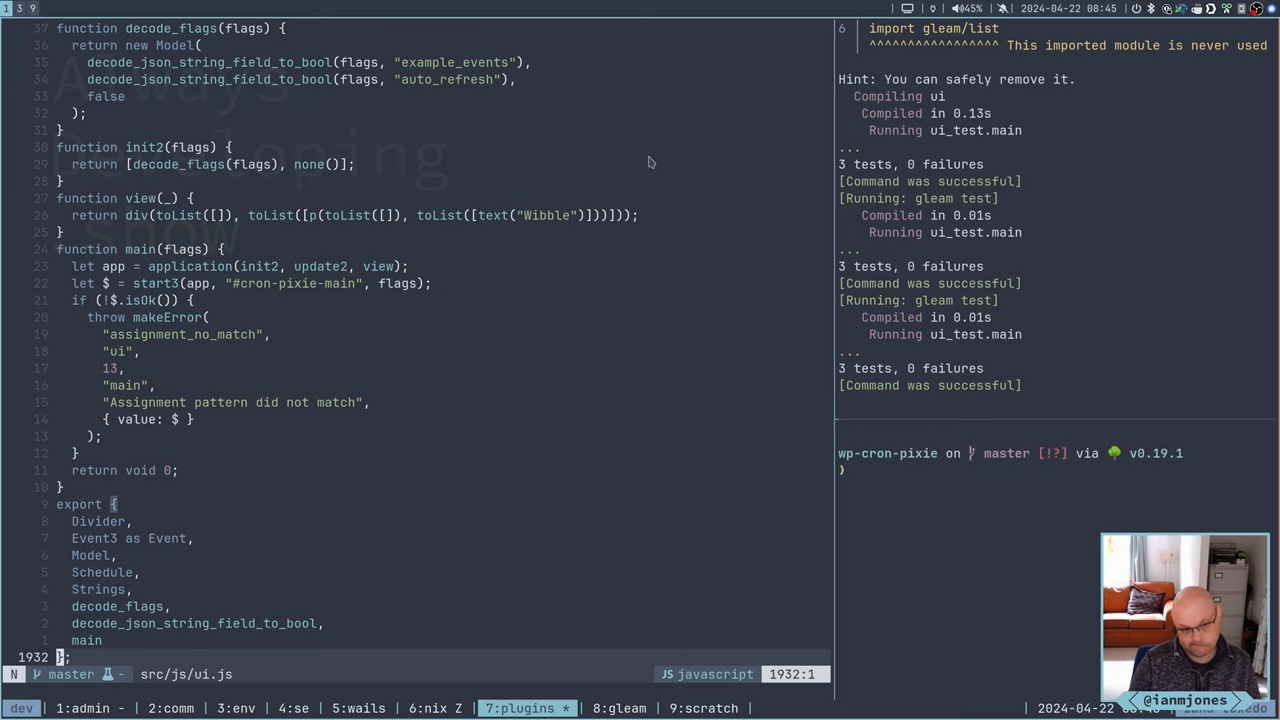 1 3 9
45%
2024-04-22 08:45
37 function decode_flags(flags) {
36 return new Model(
35 decode_json_string_field_to_bool(flags, "example_events"),
34 decode_json_string_field_to_bool(flags, "auto_refresh"),
33 false
32 );
31 }
30 function init2(flags) {
29 return [decode_flags(flags), none()];
28 }
27 function view(_) {
26 return div(toList([]), toList([p(toList([]), toList([text("Wibble")]))]));
25 }
24 function main(flags) {
23 let app = application(init2, update2, view);
22 let $ = start3(app, "#cron-pixie-main", flags);
21 if (!$.isOk()) {
20 throw makeError(
19 "assignment_no_match",
18 "ui",
17 13,
16 "main",
15 "Assignment pattern did not match",
14 { value: $ }
13 );
12 }
11 return void 0;
10 }
9 export {
8 Divider,
7 Event3 as Event,
6 Model,
5 Schedule,
4 Strings,
3 decode_flags,
2 decode_json_string_field_to_bool,
1 main
1932 };
Always
Developing
show
N master - src/js/ui.js JS javascript 1932:1
6 │ import gleam/list
│ ^^^^^^^^^^^^^^^^^ This imported module is never used
Hint: You can safely remove it.
Compiling ui
Compiled in 0.13s
Running ui_test.main
...
3 tests, 0 failures
[Command was successful]
[Running: gleam test]
Compiled in 0.01s
Running ui_test.main
...
3 tests, 0 failures
[Command was successful]
[Running: gleam test]
Compiled in 0.01s
Running ui_test.main
...
3 tests, 0 failures
[Command was successful]
wp-cron-pixie on master [!?] via 🌳 v0.19.1
❯
@ianmjones
dev 1:admin - 2:comm 3:env 4:se 5:wails 6:nix Z 7:plugins * 8:gleam 9:scratch
2024-04-22